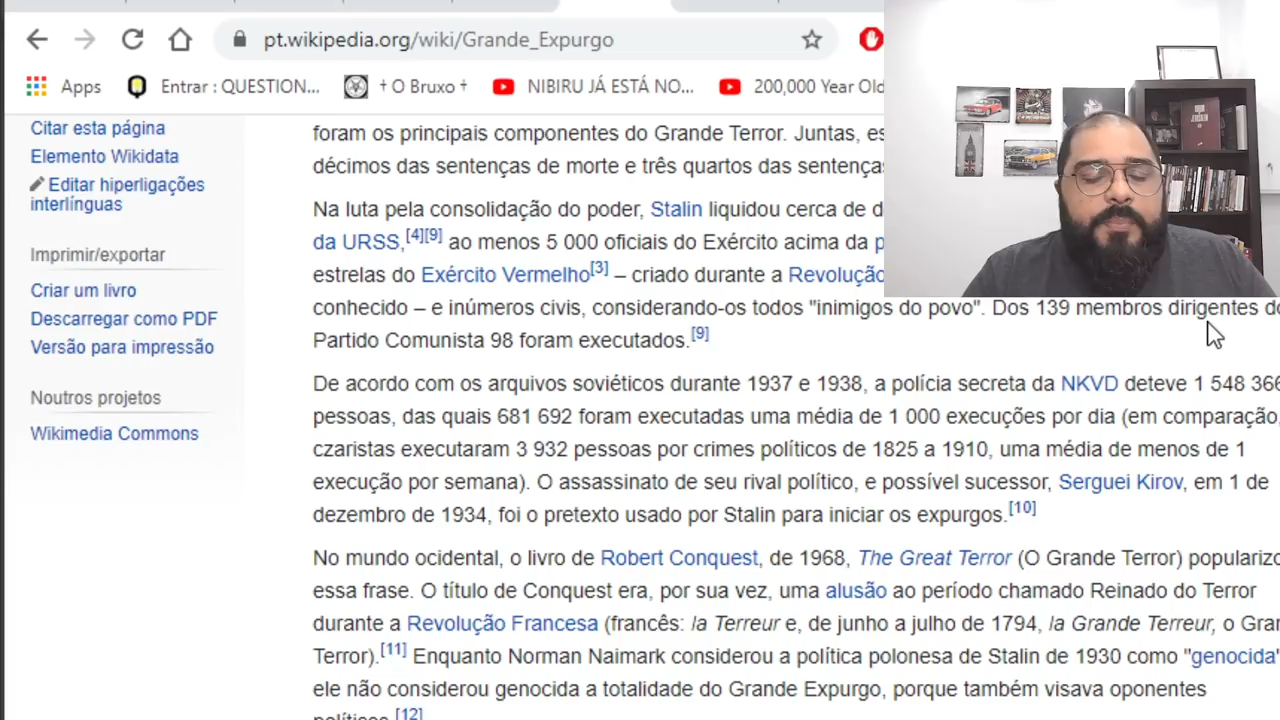 pt.wikipedia.org/wiki/Grande_Expurgo
Apps
Entrar : QUESTION...
† O Bruxo †
NIBIRU JÁ ESTÁ NO...
200,000 Year Old
Citar esta página
Elemento Wikidata
Editar hiperligações
interlínguas
Imprimir/exportar
Criar um livro
Descarregar como PDF
Versão para impressão
Noutros projetos
Wikimedia Commons
foram os principais componentes do Grande Terror. Juntas, es
décimos das sentenças de morte e três quartos das sentenças
Na luta pela consolidação do poder, Stalin liquidou cerca de d
da URSS,[4][9] ao menos 5 000 oficiais do Exército acima da p
estrelas do Exército Vermelho[3] – criado durante a Revolução
conhecido – e inúmeros civis, considerando-os todos "inimigos do povo". Dos 139 membros dirigentes do
Partido Comunista 98 foram executados.[9]
De acordo com os arquivos soviéticos durante 1937 e 1938, a polícia secreta da NKVD deteve 1 548 366
pessoas, das quais 681 692 foram executadas uma média de 1 000 execuções por dia (em comparação,
czaristas executaram 3 932 pessoas por crimes políticos de 1825 a 1910, uma média de menos de 1
execução por semana). O assassinato de seu rival político, e possível sucessor, Serguei Kirov, em 1 de
dezembro de 1934, foi o pretexto usado por Stalin para iniciar os expurgos.[10]
No mundo ocidental, o livro de Robert Conquest, de 1968, The Great Terror (O Grande Terror) popularizo
essa frase. O título de Conquest era, por sua vez, uma alusão ao período chamado Reinado do Terror
durante a Revolução Francesa (francês: la Terreur e, de junho a julho de 1794, la Grande Terreur, o Gran
Terror).[11] Enquanto Norman Naimark considerou a política polonesa de Stalin de 1930 como "genocida"
ele não considerou genocida a totalidade do Grande Expurgo, porque também visava oponentes
políticos.[12]